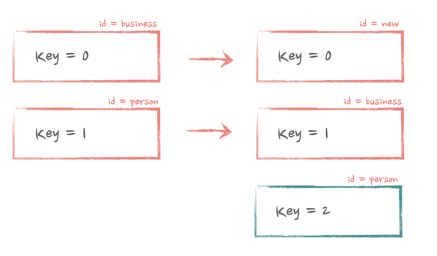 id = business
id = new
Key = 0
Key = 0
id = person
id = business
Key = 1
Key = 1
id = person
Key = 2